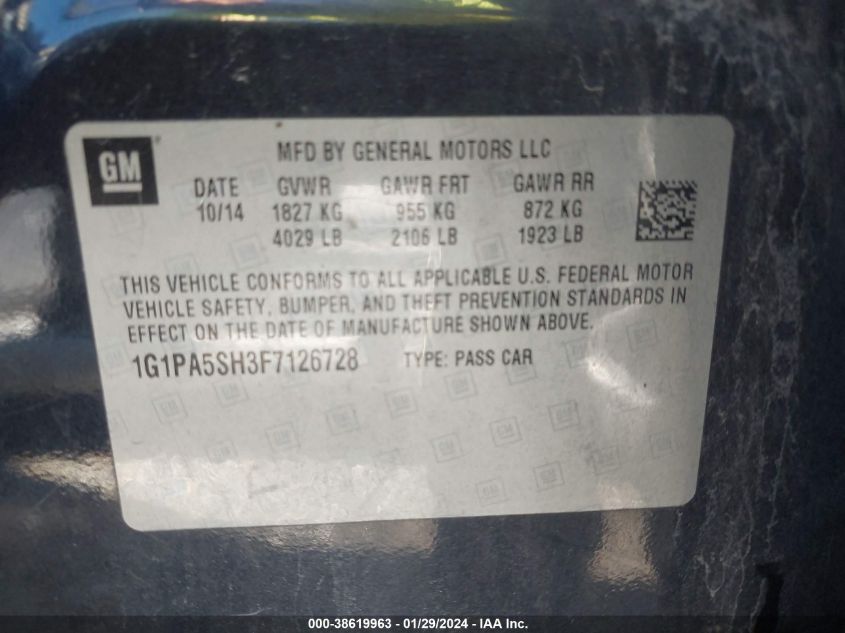 GM
MFD BY GENERAL MOTORS LLC
DATE GVWR GAWR FRT GAWR RR
10/14 1827 KG 955 KG 872 KG
4029 LB 2106 LB 1923 LB
THIS VEHICLE CONFORMS TO ALL APPLICABLE U.S. FEDERAL MOTOR
VEHICLE SAFETY, BUMPER, AND THEFT PREVENTION STANDARDS IN
EFFECT ON THE DATE OF MANUFACTURE SHOWN ABOVE.
1G1PA5SH3F7126728 TYPE: PASS CAR
000-38619963 - 01/29/2024 - IAA Inc.